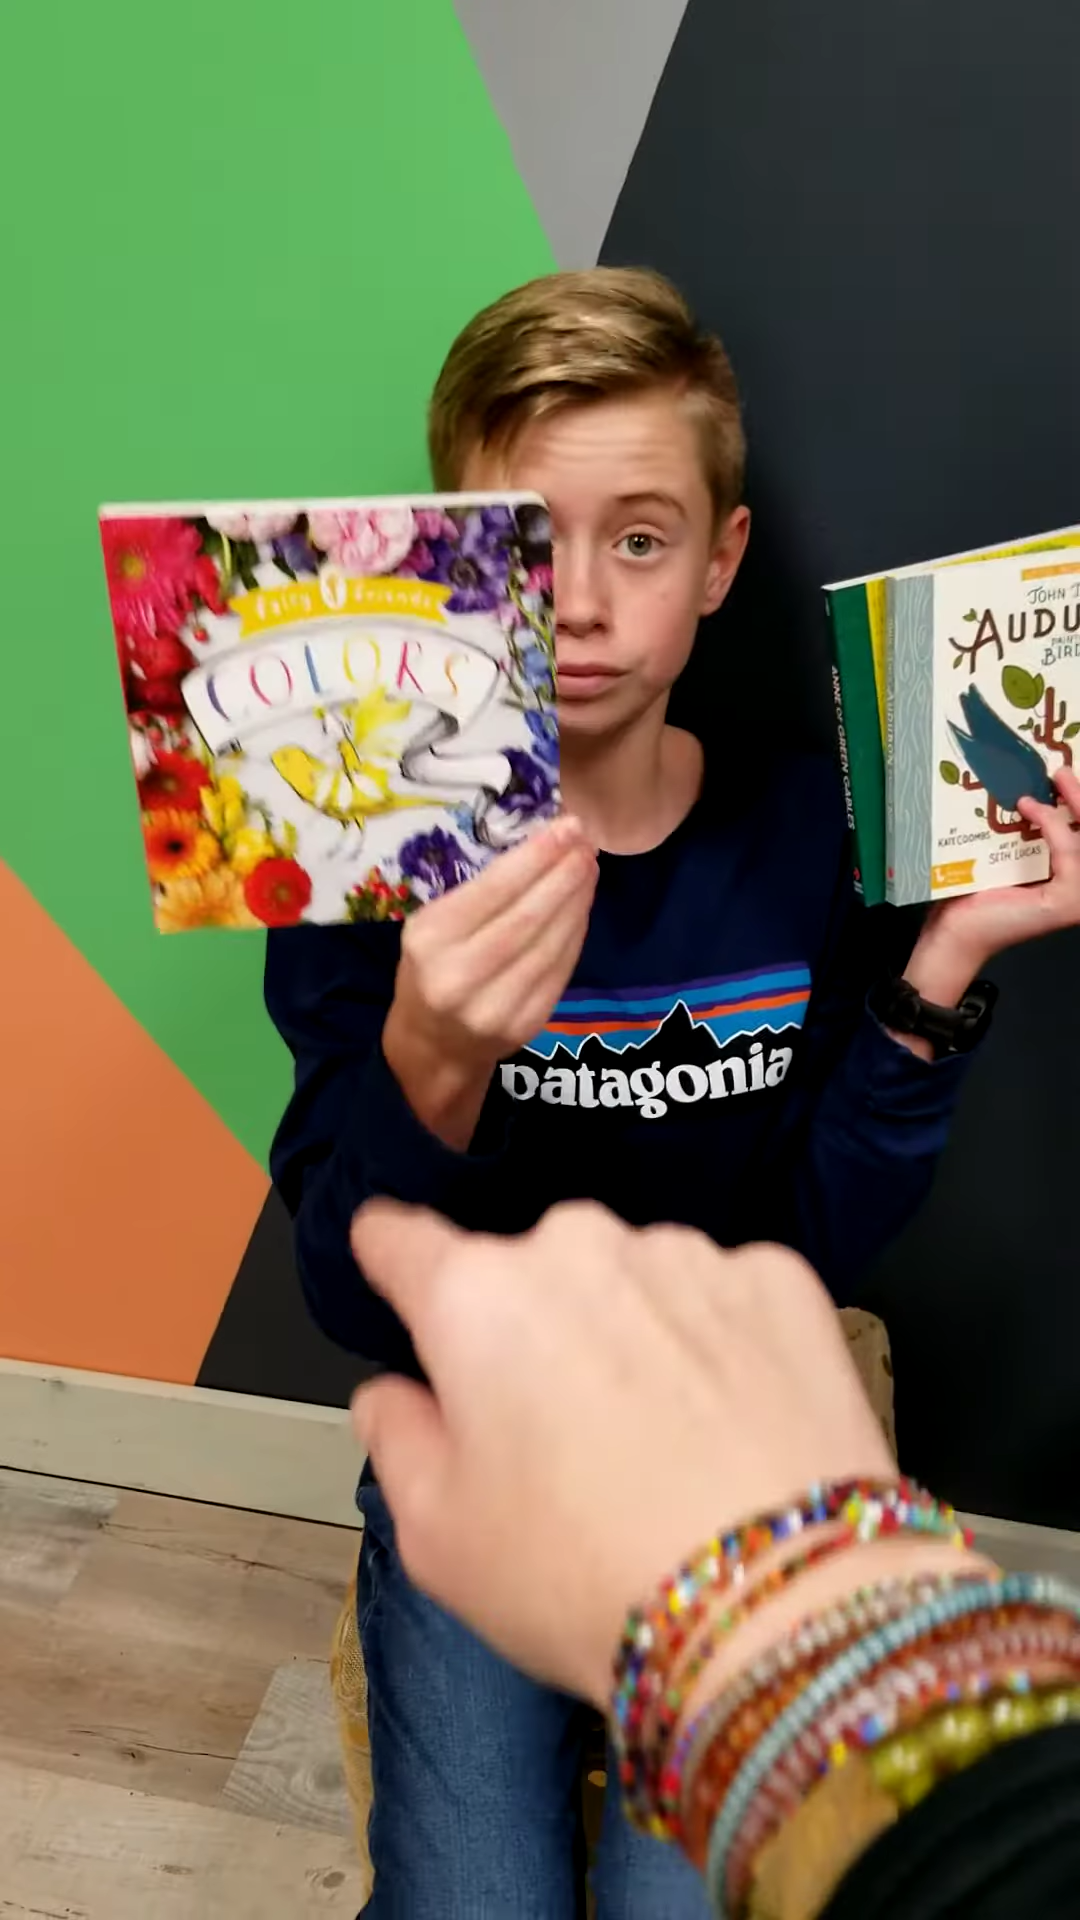 fairy friends
COLORS
patagonia
ANNE OF GREEN GABLES
AUDUBON
JOHN J
AUDU
PAINT
BIRD
BY
KATE COOMBS
ART BY
SETH LUCAS